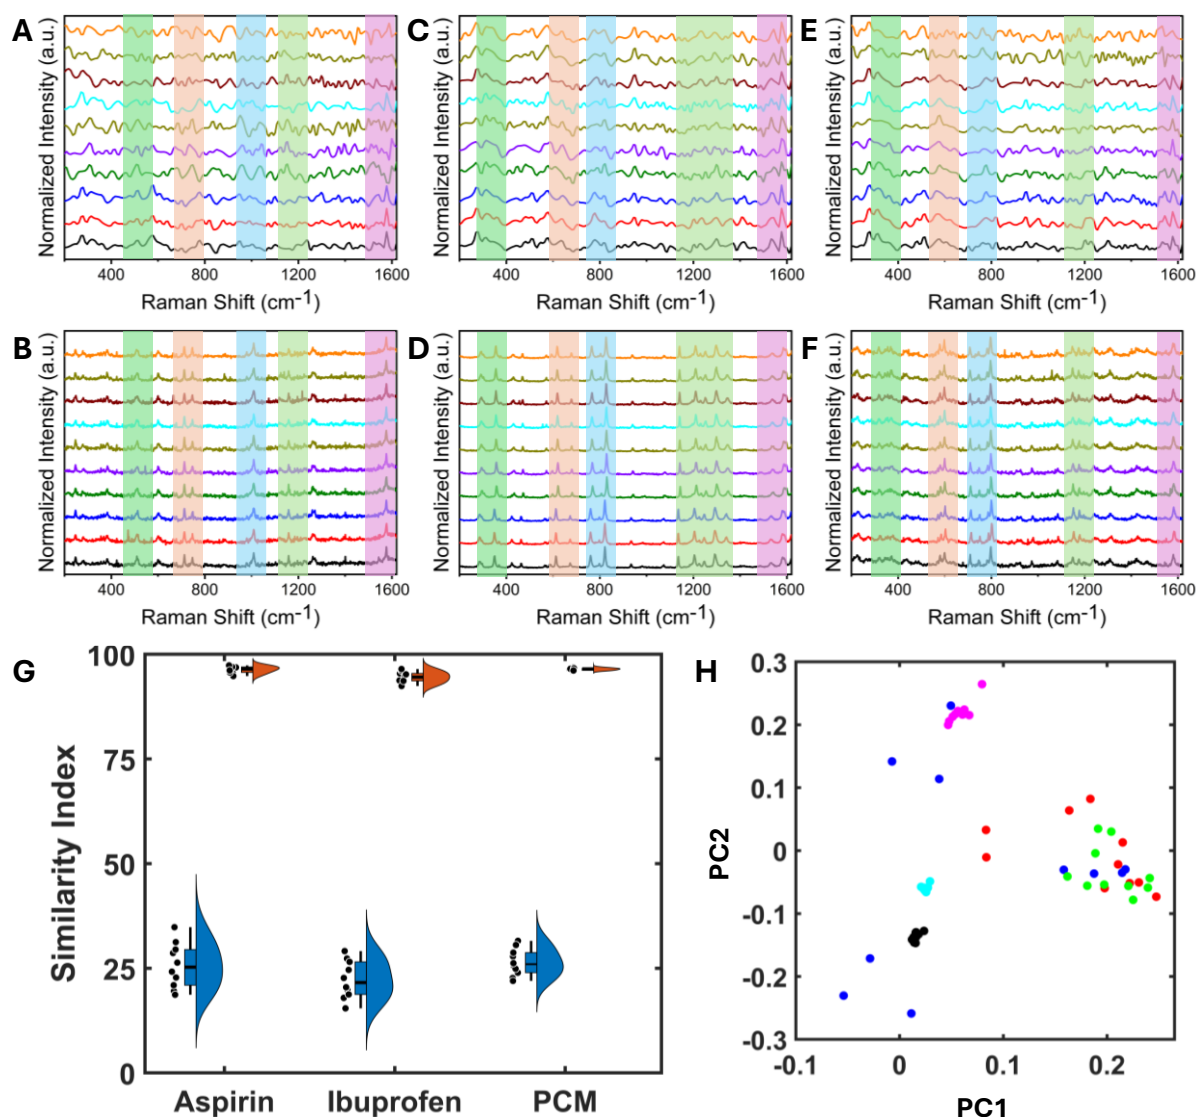 A
C
E
Normalized Intensity (a.u.)
Normalized Intensity (a.u.)
Normalized Intensity (a.u.)
400 800 1200 1600
400 800 1200 1600
400 800 1200 1600
Raman Shift (cm-1)
Raman Shift (cm-1)
Raman Shift (cm-1)
B
D
F
Normalized Intensity (a.u.)
Normalized Intensity (a.u.)
Normalized Intensity (a.u.)
400 800 1200 1600
400 800 1200 1600
400 800 1200 1600
Raman Shift (cm-1)
Raman Shift (cm-1)
Raman Shift (cm-1)
G
Similarity Index
100
75
50
25
0
Aspirin Ibuprofen PCM
H
PC2
0.3
0.2
0.1
0
-0.1
-0.2
-0.3
-0.1 0 0.1 0.2
PC1